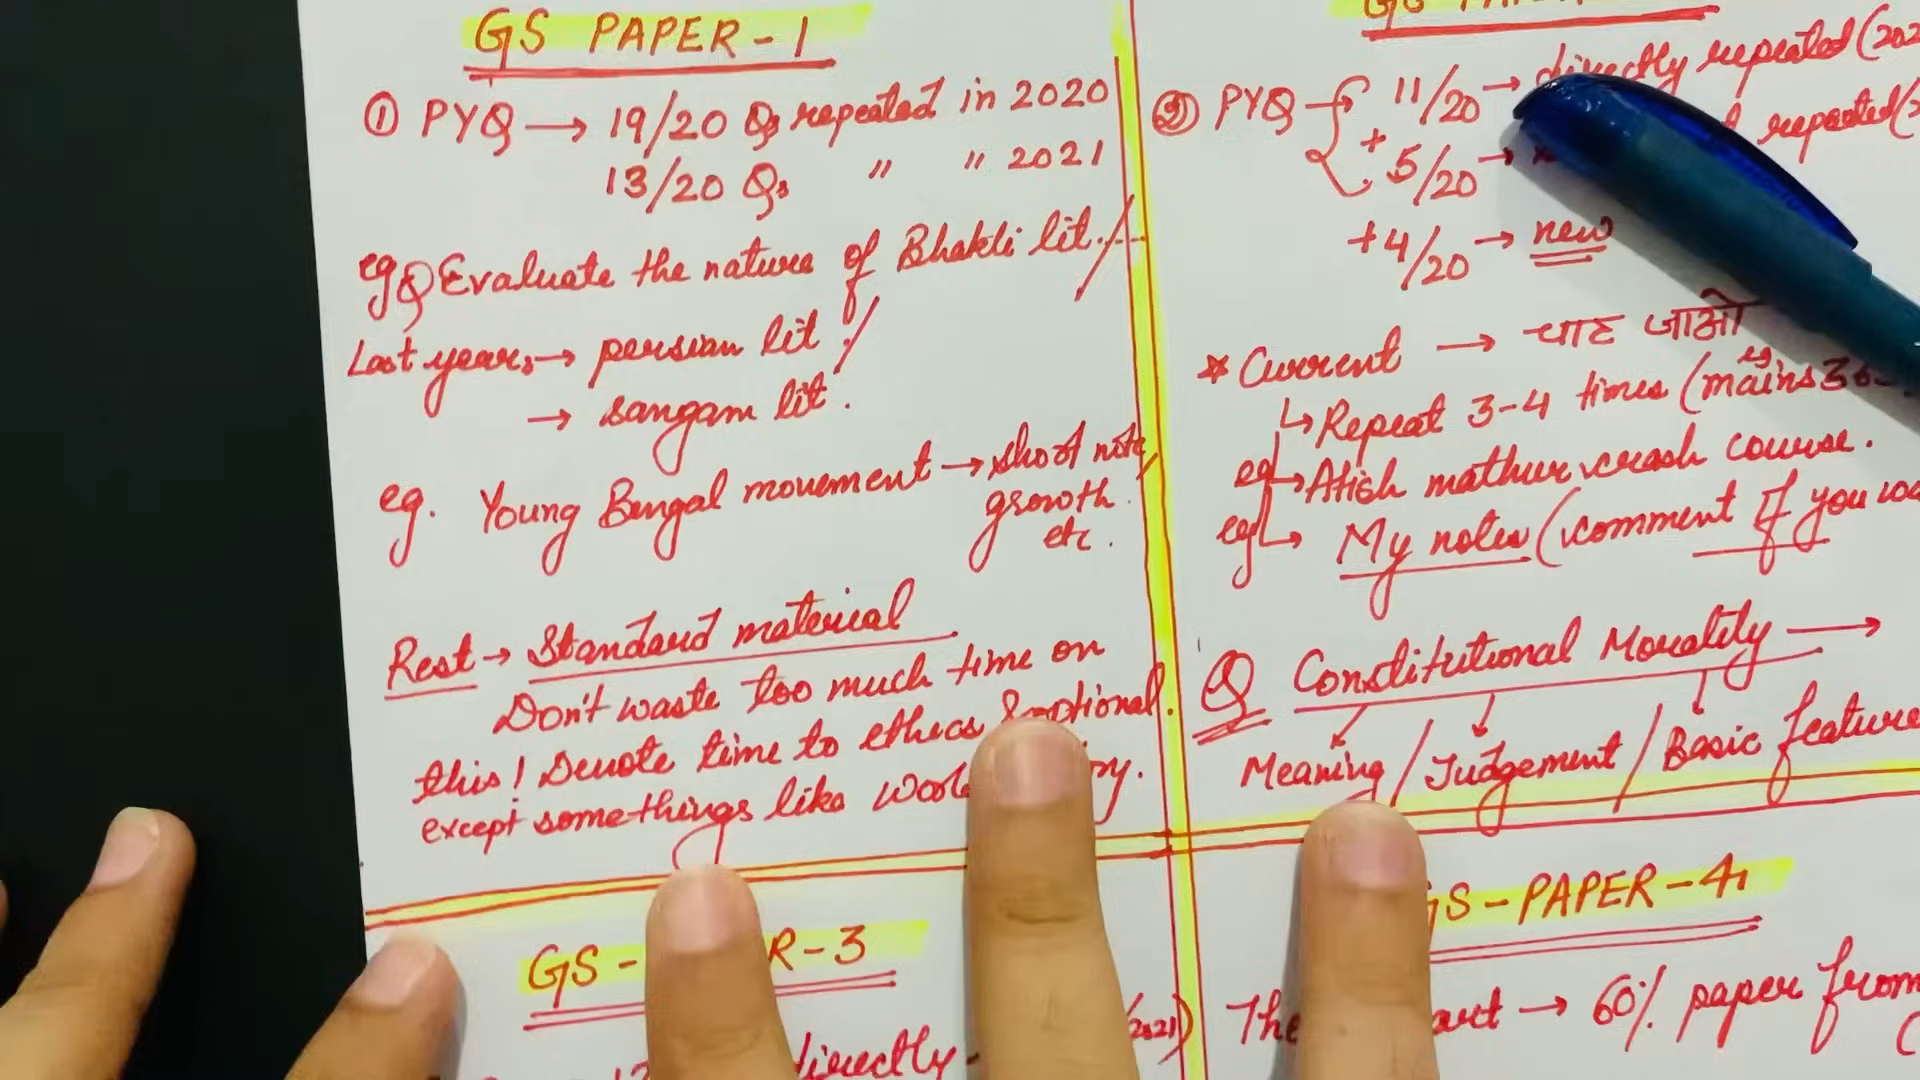 GS PAPER-1
① PYQ → 19/20 Qs repeated in 2020
13/20 Qs " " 2021
eg Q Evaluate the nature of Bhakti lit.
Last years → persian lit.
→ sangam lit.
eg. Young Bengal movement → short note
growth
etc.
Rest → Standard material
Don't waste too much time on
this! Devote time to ethics & optional.
except somethings like
② PYQ → 11/20 → directly repeated
+ 5/20 → repeated
+ 4/20 → new
* Current → चाट जाओ
↳ Repeat 3-4 times (eg mains 365
eg → Atish mathur crash course.
eg → My notes (comment If you
Q Constitutional Morality →
Meaning / Judgement / Basic feature
GS- R-3
directly
2021)
GS-PAPER-4
→ 60% paper from